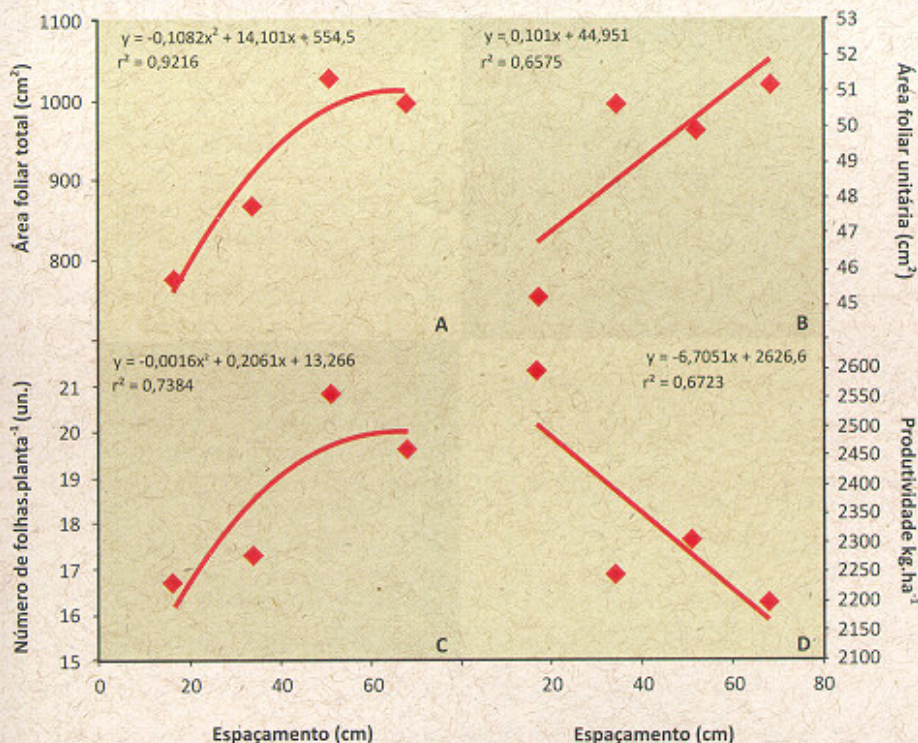 1100
1000
900
800
Área foliar total (cm²)
y = -0,1082x² + 14,101x + 554,5
r² = 0,9216
A
y = 0,101x + 44,951
r² = 0,6575
B
53
52
51
50
49
48
47
46
45
Área foliar unitária (cm²)
21
20
19
18
17
16
15
Número de folhas.planta⁻¹ (un.)
y = -0,0016x² + 0,2061x + 13,266
r² = 0,7384
C
y = -6,7051x + 2626,6
r² = 0,6723
D
2600
2550
2500
2450
2400
2350
2300
2250
2200
2150
2100
Produtividade kg.ha⁻¹
0 20 40 60 20 40 60 80
Espaçamento (cm) Espaçamento (cm)